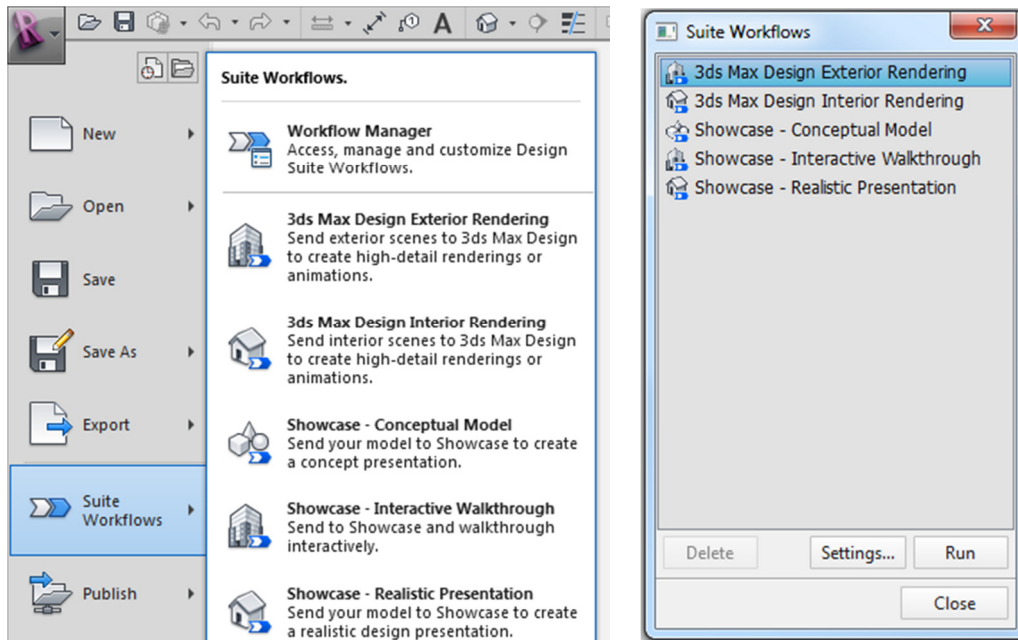 Suite Workflows.
Workflow Manager
Access, manage and customize Design
Suite Workflows.
3ds Max Design Exterior Rendering
Send exterior scenes to 3ds Max Design
to create high-detail renderings or
animations.
3ds Max Design Interior Rendering
Send interior scenes to 3ds Max Design
to create high-detail renderings or
animations.
Showcase - Conceptual Model
Send your model to Showcase to create
a concept presentation.
Showcase - Interactive Walkthrough
Send to Showcase and walkthrough
interactively.
Showcase - Realistic Presentation
Send your model to Showcase to create
a realistic design presentation.
New
Open
Save
Save As
Export
Suite
Workflows
Publish
R
A
1
Suite Workflows
3ds Max Design Exterior Rendering
3ds Max Design Interior Rendering
Showcase - Conceptual Model
Showcase - Interactive Walkthrough
Showcase - Realistic Presentation
Delete
Settings...
Run
Close